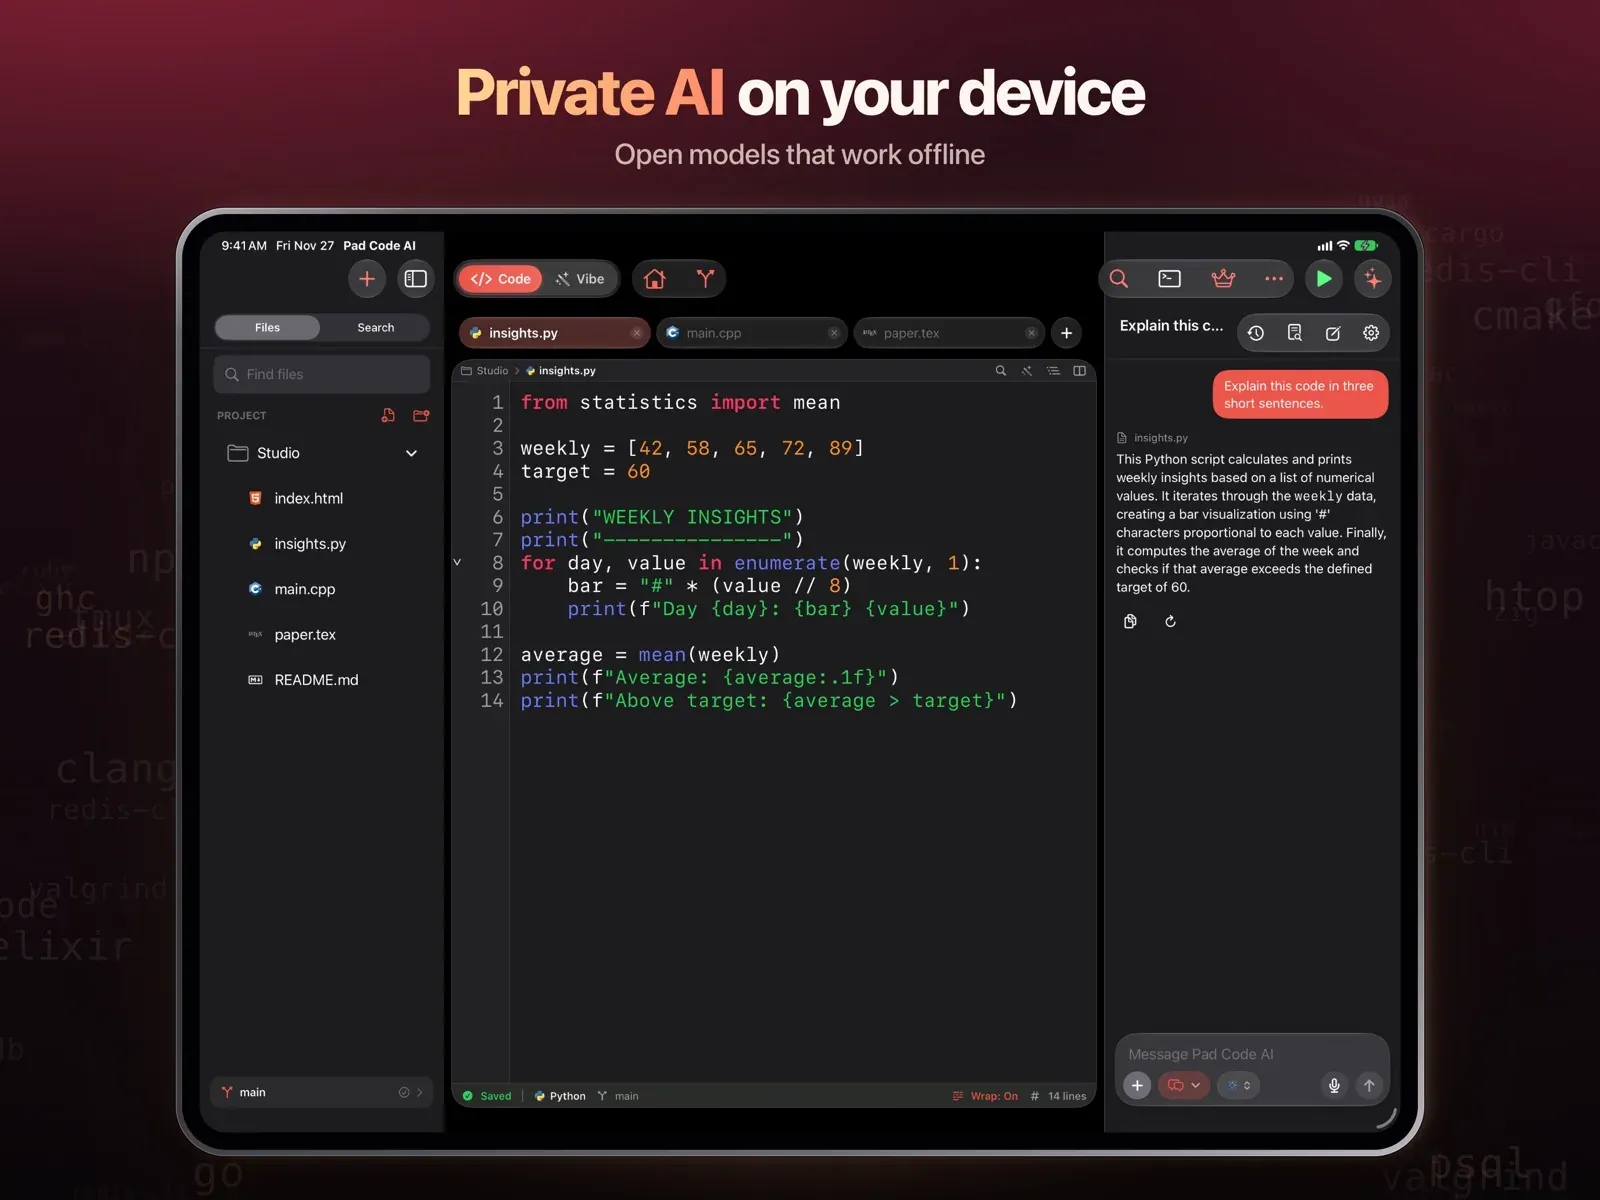 Private AI on your device
Open models that work offline
9:41 AM Fri Nov 27 Pad Code AI
Files Search
Find files
PROJECT
Studio
index.html
insights.py
main.cpp
paper.tex
README.md
main
Code Vibe
insights.py main.cpp paper.tex
Studio insights.py
1 from statistics import mean
2
3 weekly = [42, 58, 65, 72, 89]
4 target = 60
5
6 print("WEEKLY INSIGHTS")
7 print("---------------")
8 for day, value in enumerate(weekly, 1):
9 bar = "#" * (value // 8)
10 print(f"Day {day}: {bar} {value}")
11
12 average = mean(weekly)
13 print(f"Average: {average:.1f}")
14 print(f"Above target: {average > target}")
Saved Python main Wrap: On # 14 lines
Explain this c...
Explain this code in three
short sentences.
insights.py
This Python script calculates and prints
weekly insights based on a list of numerical
values. It iterates through the weekly data,
creating a bar visualization using '#'
characters proportional to each value. Finally,
it computes the average of the week and
checks if that average exceeds the defined
target of 60.
Message Pad Code AI
cargo
redis-cli
cmake
javac
htop
zig
ghc
tmux
clang
valgrind
elixir
go
psql
valgrind